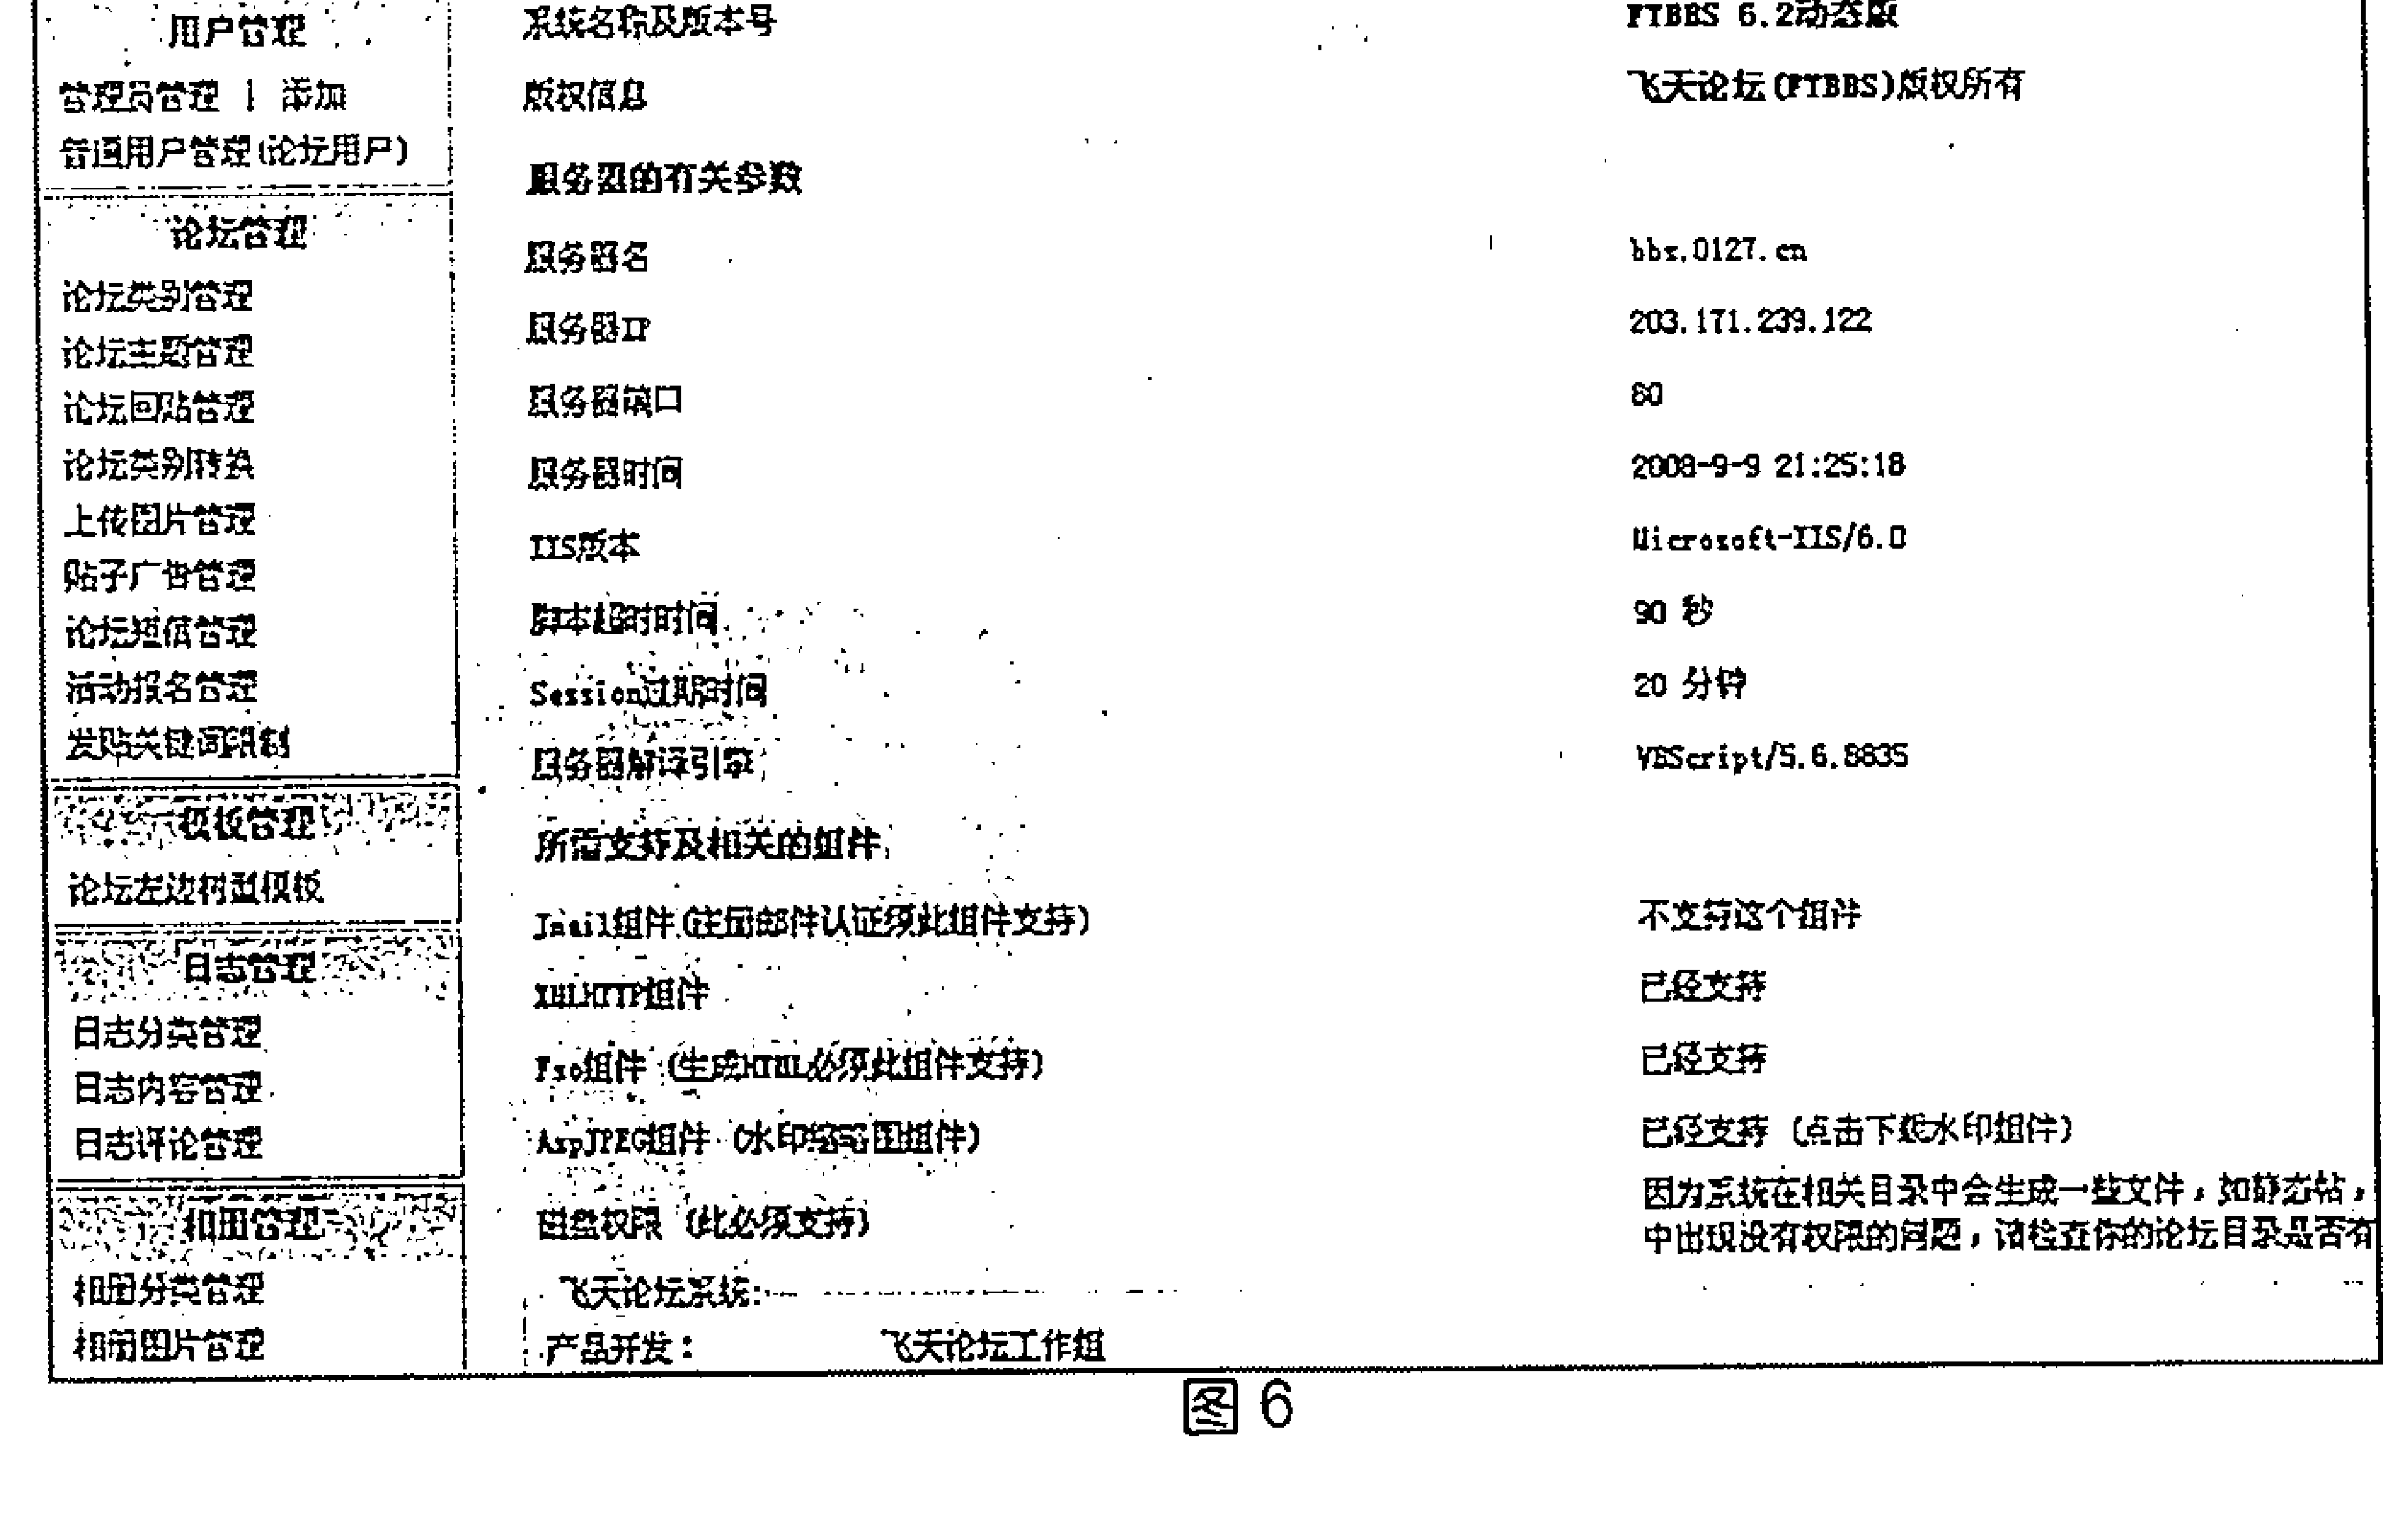 用户管理
管理员管理 | 添加
普通用户管理(论坛用户)
论坛管理
论坛类别管理
论坛主题管理
论坛回贴管理
论坛类别转换
上传图片管理
贴子广告管理
论坛短信管理
活动报名管理
发贴关键词限制
模板管理
论坛左边树型模板
日志管理
日志分类管理
日志内容管理
日志评论管理
相册管理
相册分类管理
相册图片管理
系统名称及版本号 FTBBS 6.2动态版
版权信息 飞天论坛(FTBBS)版权所有
服务器的有关参数
服务器名 bbs.0127.cn
服务器IP 203.171.239.122
服务器端口 80
服务器时间 2008-9-9 21:25:18
IIS版本 Microsoft-IIS/6.0
脚本超时时间 90 秒
Session过期时间 20 分钟
服务器解译引擎 VBScript/5.6.8835
所需支持及相关的组件
Jmail组件(注册邮件认证须此组件支持) 不支持这个组件
XMLHTTP组件 已经支持
Fso组件 (生成HTML必须此组件支持) 已经支持
AspJPEG组件 (水印缩略图组件) 已经支持 (点击下载水印组件)
磁盘权限 (此必须支持) 因为系统在相关目录中会生成一些文件，如静态帖，
中出现没有权限的问题，请检查你的论坛目录是否有
飞天论坛系统:
产品开发： 飞天论坛工作组
图 6